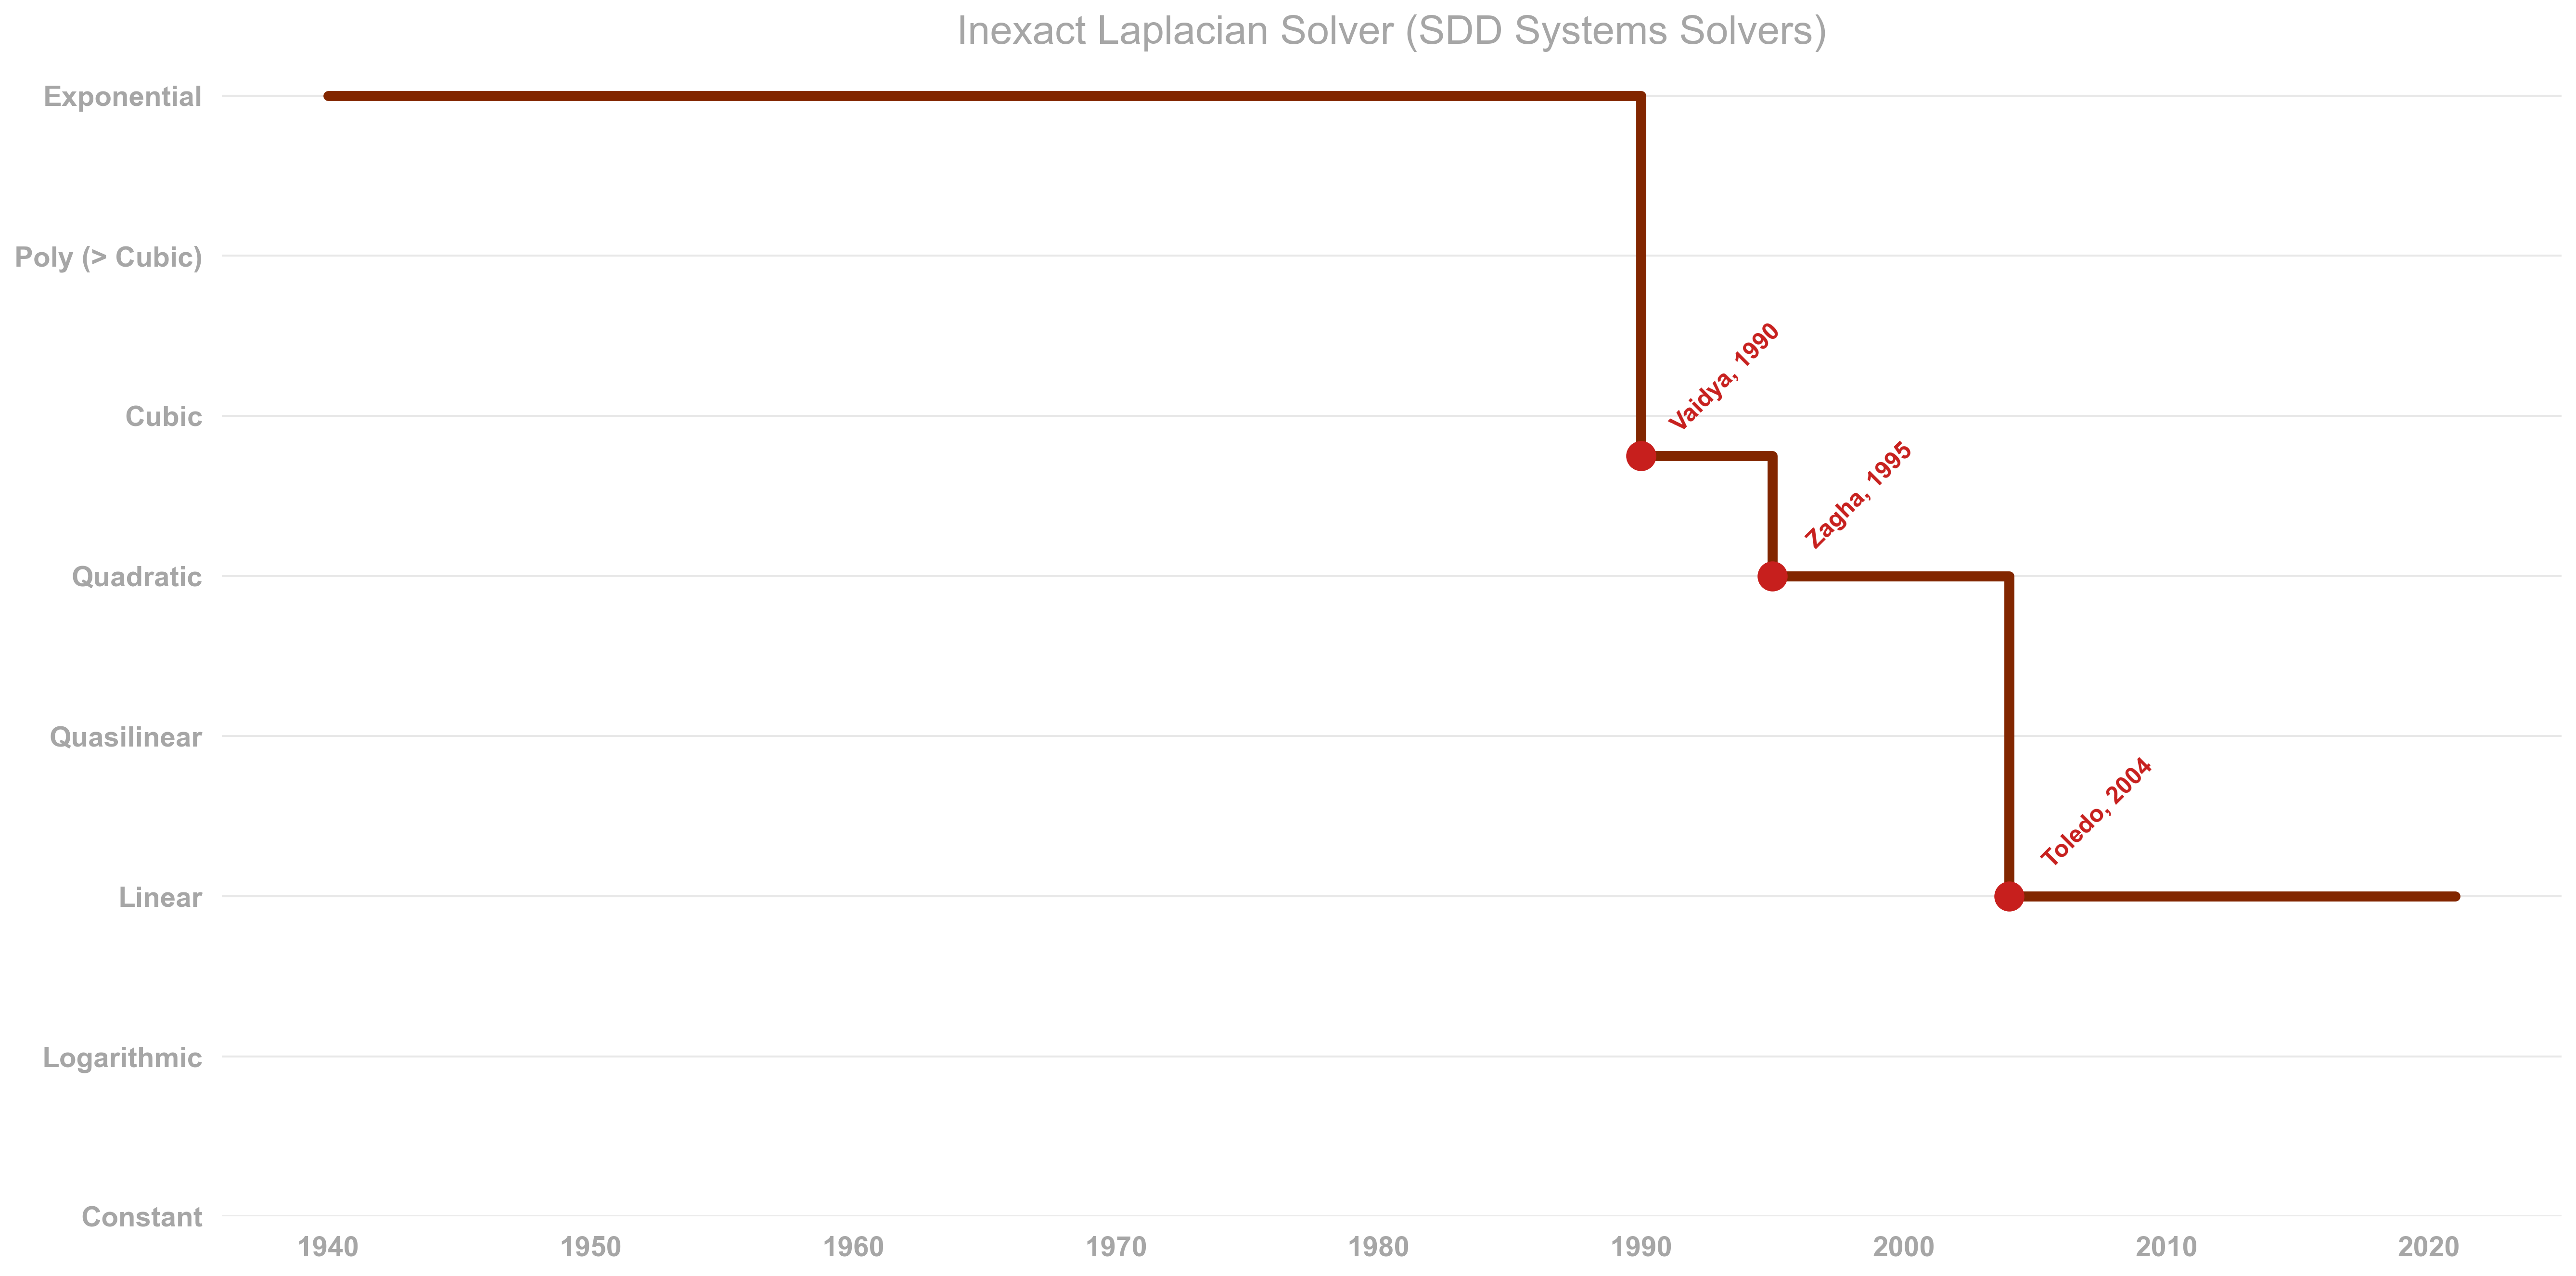 Inexact Laplacian Solver (SDD Systems Solvers)
Exponential
Poly (> Cubic)
Cubic
Quadratic
Quasilinear
Linear
Logarithmic
Constant
Vaidya, 1990
Zagha, 1995
Toledo, 2004
1940 1950 1960 1970 1980 1990 2000 2010 2020